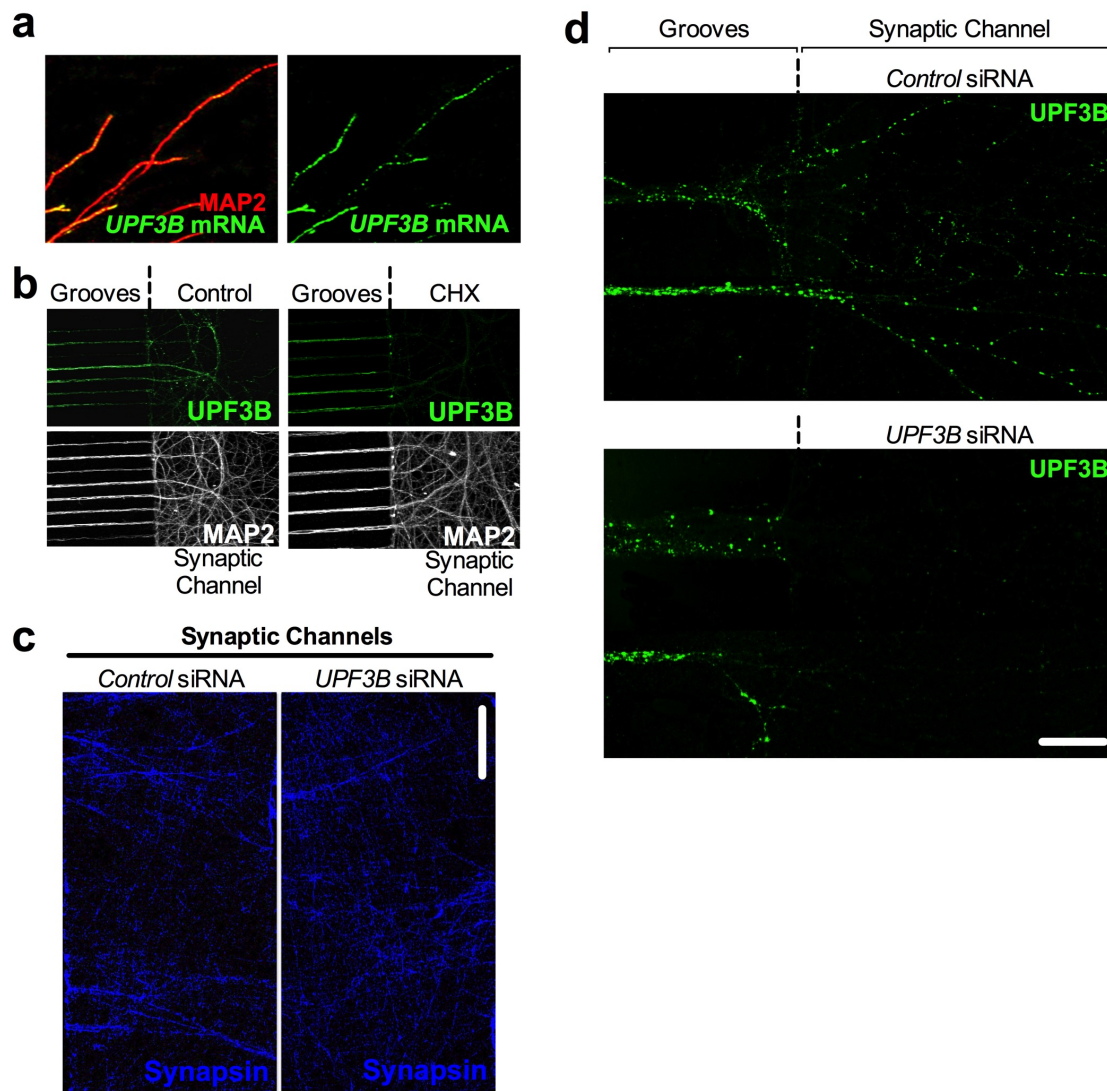 a
MAP2
UPF3B mRNA
UPF3B mRNA
b
Grooves
Control
Grooves
CHX
UPF3B
UPF3B
MAP2
MAP2
Synaptic
Channel
Synaptic
Channel
c
Synaptic Channels
Control siRNA
UPF3B siRNA
Synapsin
Synapsin
d
Grooves
Synaptic Channel
Control siRNA
UPF3B
UPF3B siRNA
UPF3B